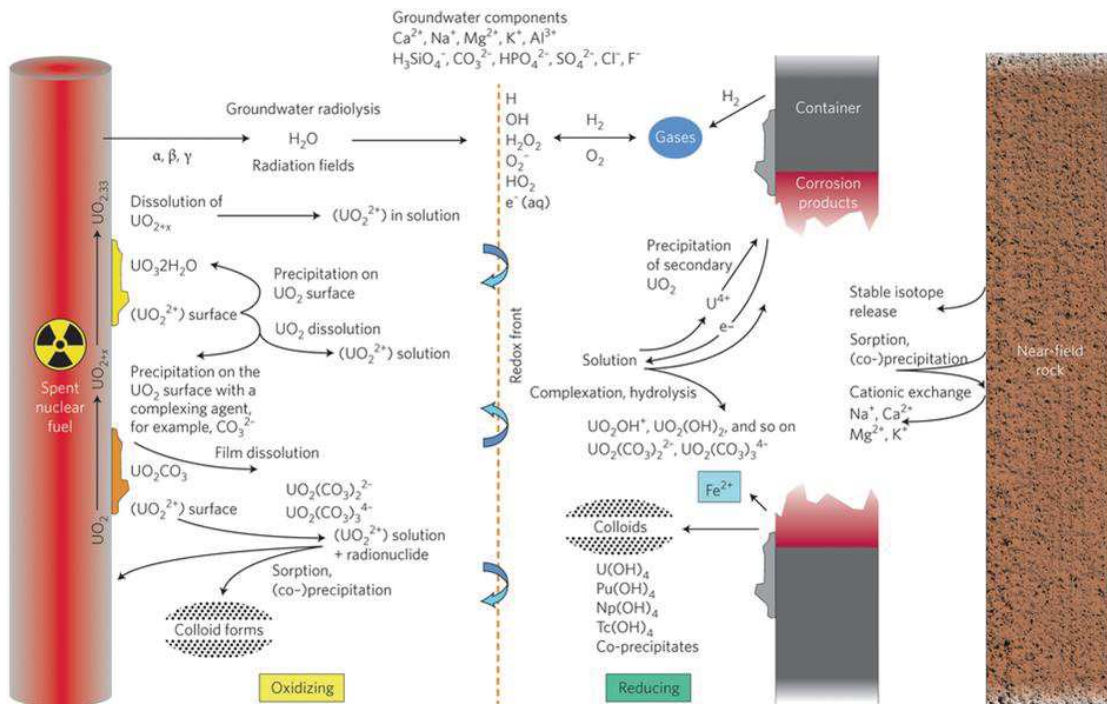 Groundwater components
Ca²⁺, Na⁺, Mg²⁺, K⁺, Al³⁺
H₃SiO₄⁻, CO₃²⁻, HPO₄²⁻, SO₄²⁻, Cl⁻, F⁻
Groundwater radiolysis
H₂O
Radiation fields
α, β, γ
H
OH
H₂O₂
O₂⁻
HO₂
e⁻(aq)
H₂
O₂
Gases
H₂
Container
Corrosion
products
UO₂.₃₃
UO₂₊ₓ
UO₂
Spent
nuclear
fuel
Dissolution of
UO₂₊ₓ
(UO₂²⁺) in solution
UO₃2H₂O
Precipitation on
UO₂ surface
(UO₂²⁺) surface
UO₂ dissolution
(UO₂²⁺) solution
Precipitation on the
UO₂ surface with a
complexing agent,
for example, CO₃²⁻
Film dissolution
UO₂CO₃
UO₂(CO₃)₂²⁻
UO₂(CO₃)₃⁴⁻
(UO₂²⁺) surface
(UO₂²⁺) solution
+ radionuclide
Sorption,
(co-)precipitation
Colloid forms
Oxidizing
Redox front
Precipitation
of secondary
UO₂
U⁴⁺
e–
Solution
Complexation, hydrolysis
UO₂OH⁺, UO₂(OH)₂, and so on
UO₂(CO₃)₂²⁻, UO₂(CO₃)₃⁴⁻
Fe²⁺
Colloids
U(OH)₄
Pu(OH)₄
Np(OH)₄
Tc(OH)₄
Co-precipitates
Reducing
Stable isotope
release
Sorption,
(co-)precipitation
Cationic exchange
Na⁺, Ca²⁺
Mg²⁺, K⁺
Near-field
rock